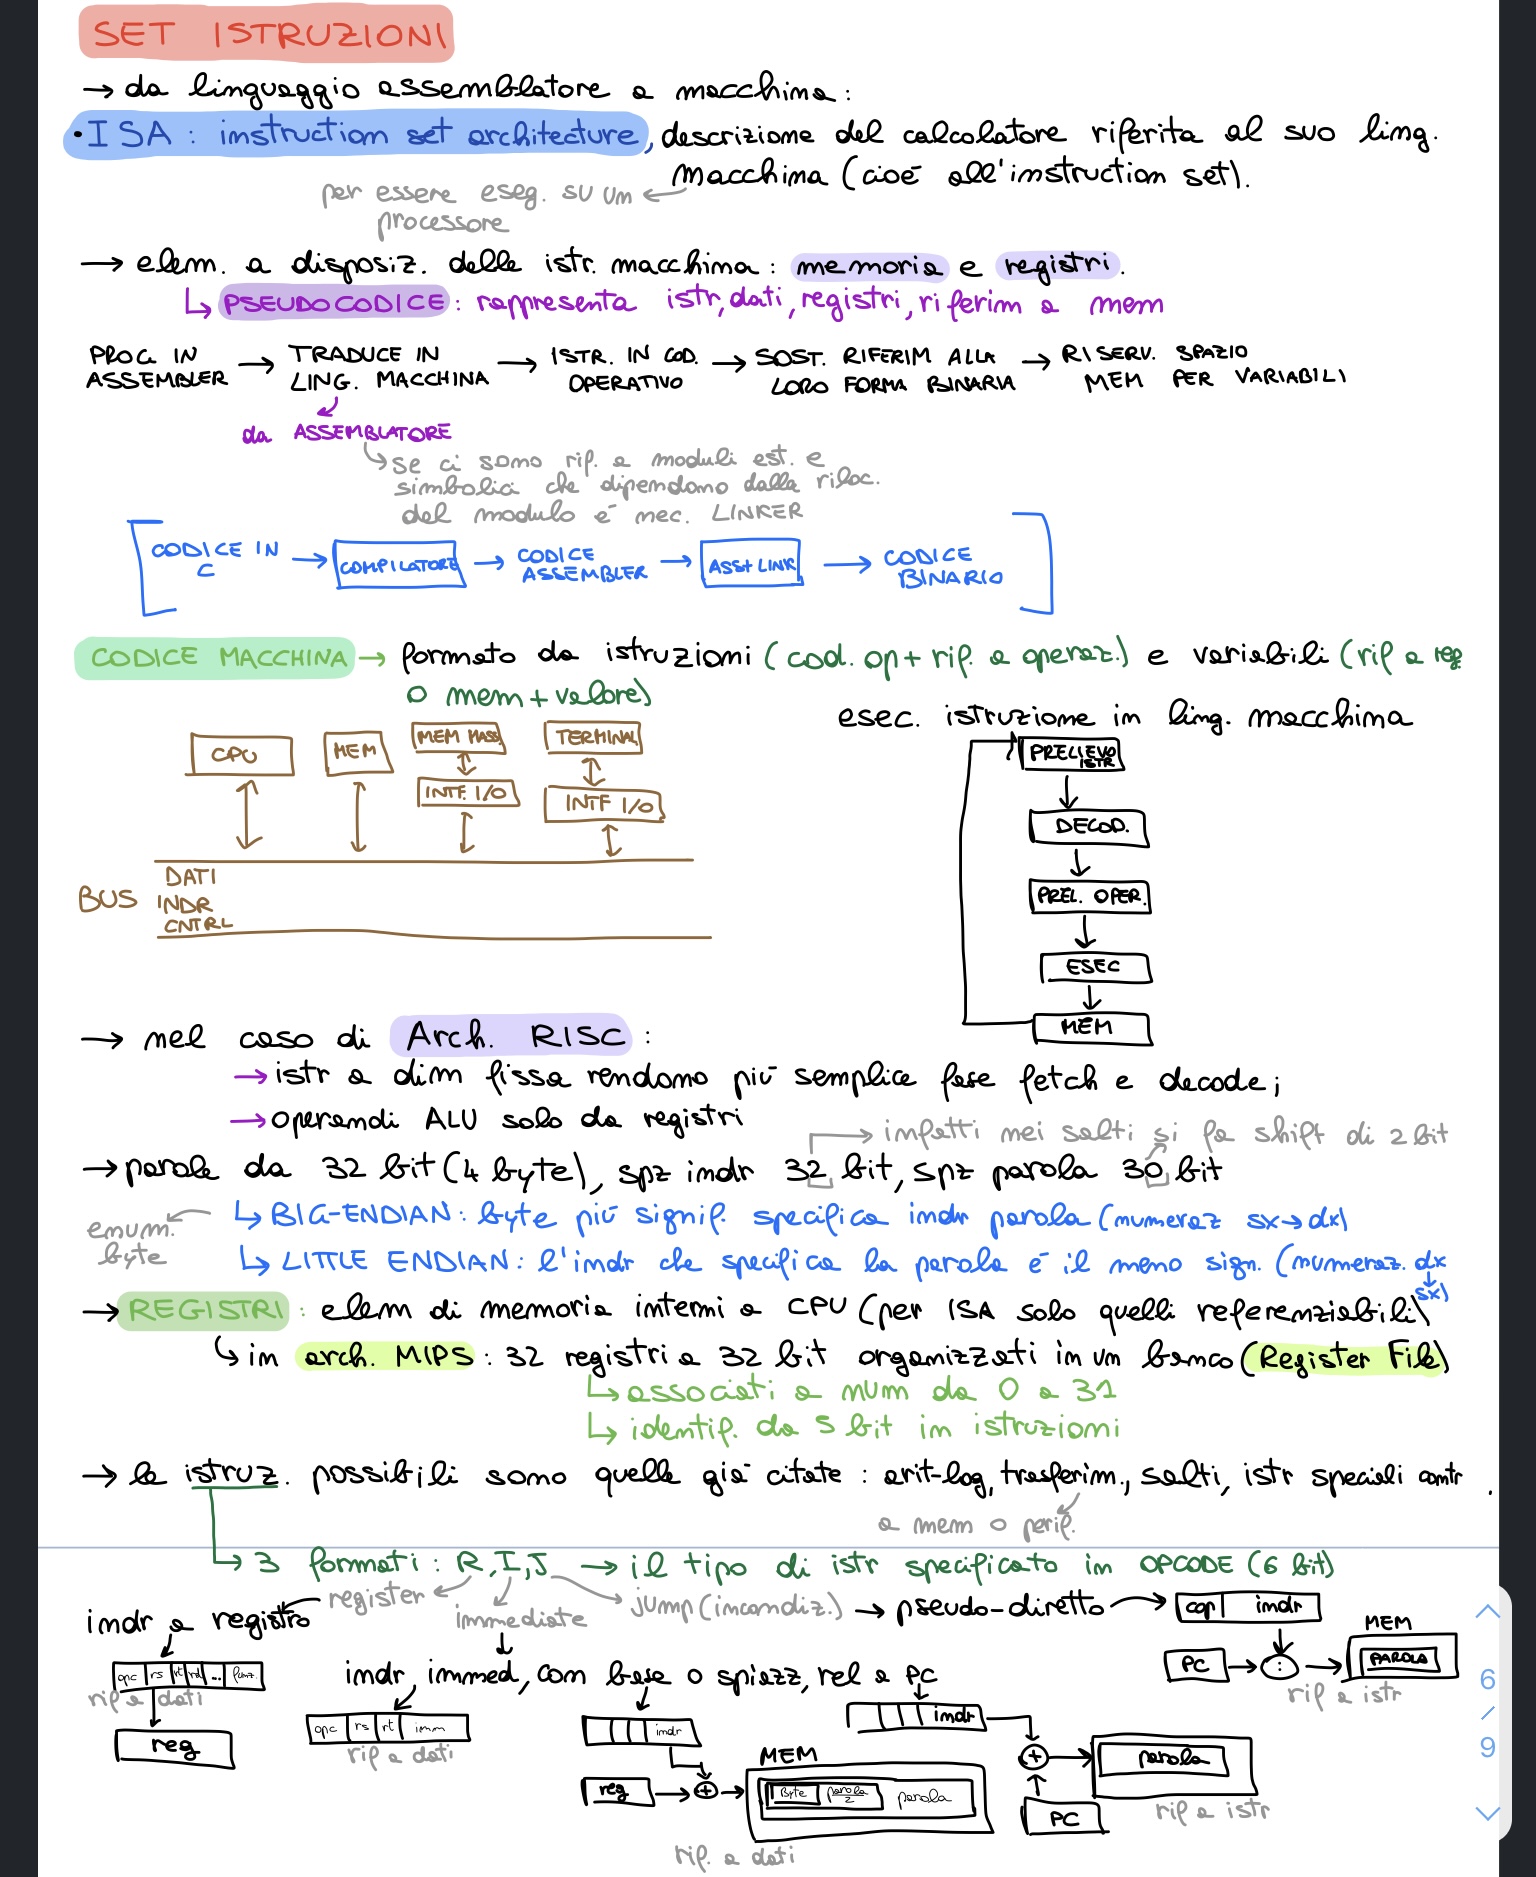 SET ISTRUZIONI
→ da linguaggio assemblatore a macchina:
• ISA: instruction set architecture, descrizione del calcolatore riferita al suo ling.
macchina (cioè all'instruction set).
per essere eseg. su un
processore
→ elem. a disposiz. delle istr. macchina: memoria e registri.
↳ PSEUDOCODICE: rappresenta istr, dati, registri, riferim a mem
PROG IN → TRADUCE IN → ISTR. IN COD. → SOST. RIFERIM ALLA → RISERV. SPAZIO
ASSEMBLER LING. MACCHINA OPERATIVO LORO FORMA BINARIA MEM PER VARIABILI
da ASSEMBLATORE
↳ se ci sono rif. a moduli est. e
simbolici che dipendono dalla riloc.
del modulo è nec. LINKER
CODICE IN → COMPILATORE → CODICE → ASS+LINK → CODICE
C ASSEMBLER BINARIO
CODICE MACCHINA → formato da istruzioni (cod. op + rif. a operaz.) e variabili (rif a reg
o mem + valore)
esec. istruzione in ling. macchina
CPU
MEM
MEM MASS.
TERMINAL
INTF. I/O
INTF I/O
BUS
DATI
INDR
CNTRL
PRELIEVO
ISTR
DECOD.
PREL. OPER.
ESEC
MEM
→ nel caso di Arch. RISC:
→ istr a dim fissa rendono più semplice fase fetch e decode;
→ operandi ALU solo da registri
→ infatti nei salti si fa shift di 2 bit
→ parole da 32 bit (4 byte), spz indr 32 bit, spz parola 30 bit
enum.
byte
↳ BIG-ENDIAN: byte più signif. specifica indr parola (numeraz sx→dx)
↳ LITTLE ENDIAN: l'indr che specifica la parola è il meno sign. (numeraz. dx
↓
sx)
→ REGISTRI: elem di memoria interni a CPU (per ISA solo quelli referenziabili)
↳ in arch. MIPS: 32 registri a 32 bit organizzati in un banco (Register File)
↳ associati a num da 0 a 31
↳ identif. da 5 bit in istruzioni
→ le istruz. possibili sono quelle già citate: arit-log, trasferim., salti, istr speciali contr.
a mem o perif.
↳ 3 formati: R, I, J → il tipo di istr specificato in OPCODE (6 bit)
register
immediate
jump (incondiz.) → pseudo-diretto → cop indr
indr a registro
opc rs rt rd ... funz.
rif a dati
reg
indr immed, con base o spiazz, rel a PC
opc rs rt imm
rif a dati
indr
reg → + →
MEM
Byte parola/2 parola
rif. a dati
indr
+ → parola
PC
rif a istr
PC → : →
MEM
PAROLA
rif a istr
6
/
9